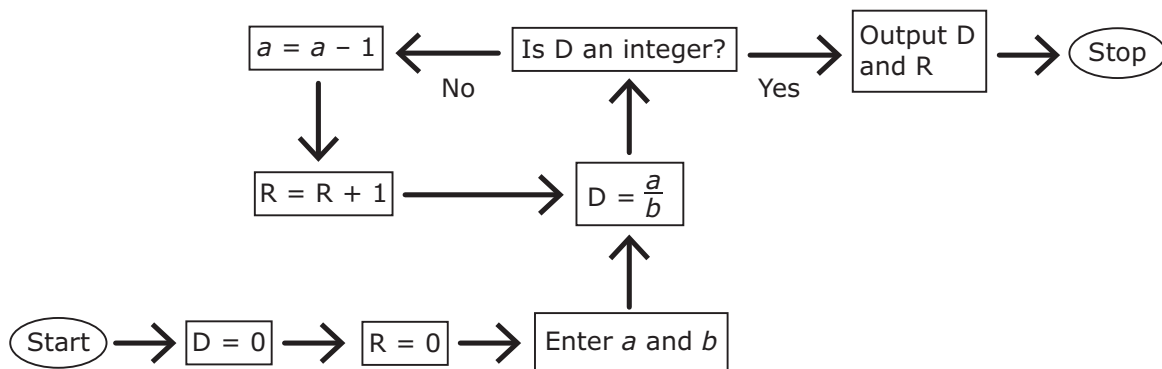 a = a – 1
Is D an integer?
Output D
and R
Stop
No
Yes
R = R + 1
D = a/b
Start
D = 0
R = 0
Enter a and b